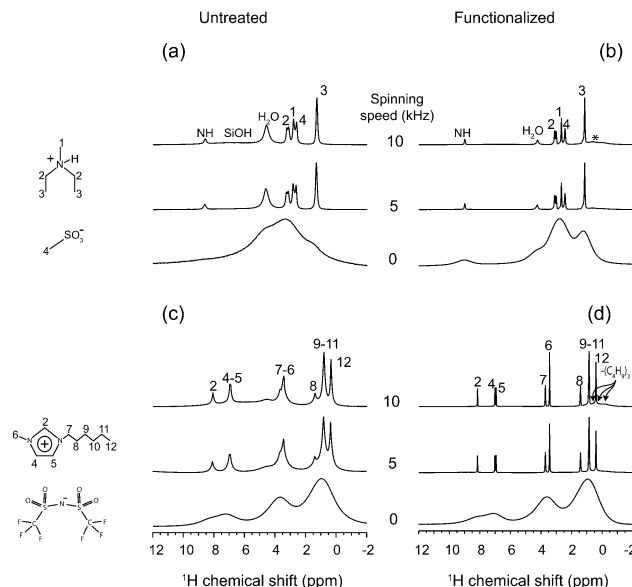 Untreated
Functionalized
(a)
(b)
3
3
H₂O
Spinning
speed (kHz)
1
1
NH
SiOH
2
4
NH
H₂O
2
4
*
10
1
+
N
H
2
2
3
3
5
4
SO₃⁻
0
(c)
(d)
9-11
6
9-11
12
-(C₄H₉)₃
12
7-6
2
4-5
8
2
4
-5
7
8
10
6
N
2
N
7
9
11
+
8
10
12
4
5
5
O
O
O
O
S
N⁻
S
C
C
F
F
F
F
F
F
0
12 10 8 6 4 2 0 -2
12 10 8 6 4 2 0 -2
¹H chemical shift (ppm)
¹H chemical shift (ppm)